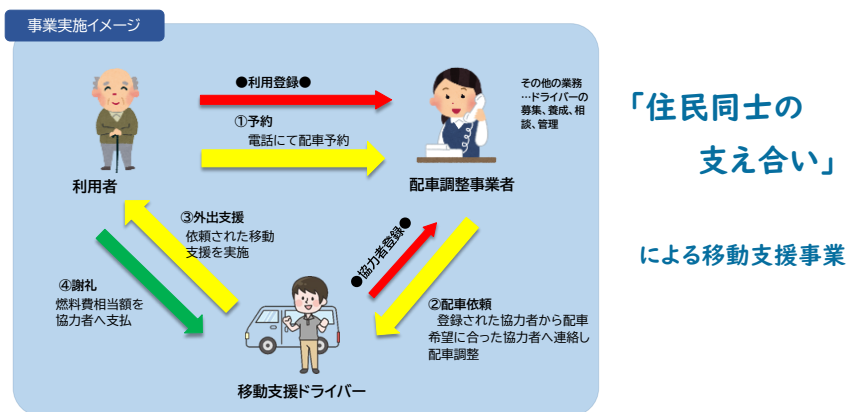 事業実施イメージ
●利用登録●
①予約
電話にて配車予約
利用者
配車調整事業者
その他の業務
…ドライバーの
募集、養成、相
談、管理
③外出支援
依頼された移動
支援を実施
●協力者登録●
④謝礼
燃料費相当額を
協力者へ支払
②配車依頼
登録された協力者から配車
希望に合った協力者へ連絡し
配車調整
移動支援ドライバー
「住民同士の
支え合い」
による移動支援事業